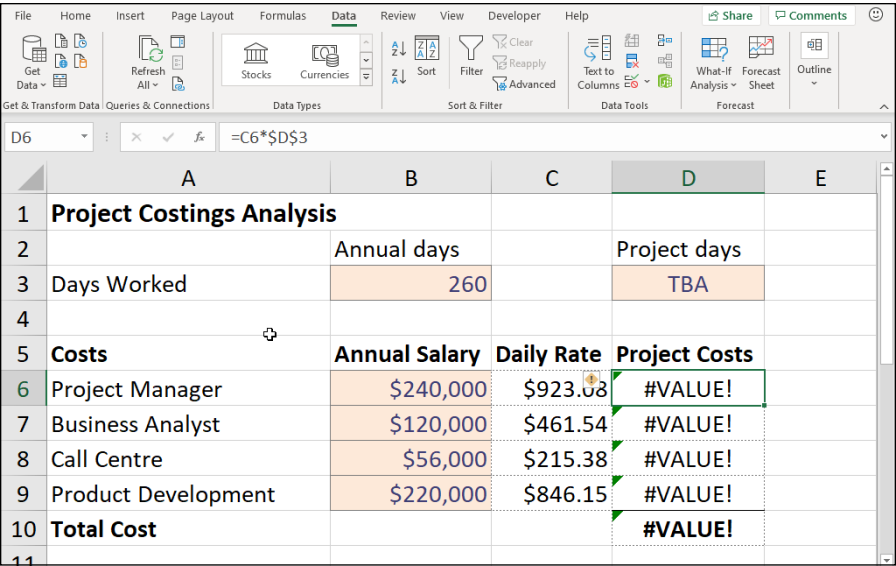 File Home Insert Page Layout Formulas Data Review View Developer Help Share Comments
Get Data Refresh All Stocks Currencies Sort Filter Clear Reapply Advanced Text to Columns What-If Analysis Forecast Sheet Outline
Get & Transform Data Queries & Connections Data Types Sort & Filter Data Tools Forecast
D6 fx =C6*$D$3
A B C D E
1 Project Costings Analysis
2 Annual days Project days
3 Days Worked 260 TBA
4
5 Costs Annual Salary Daily Rate Project Costs
6 Project Manager $240,000 $923.08 #VALUE!
7 Business Analyst $120,000 $461.54 #VALUE!
8 Call Centre $56,000 $215.38 #VALUE!
9 Product Development $220,000 $846.15 #VALUE!
10 Total Cost #VALUE!
11